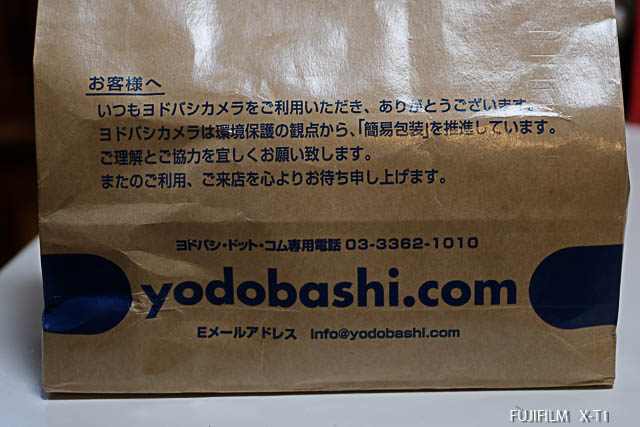 お客様へ
いつもヨドバシカメラをご利用いただき、ありがとうございます。
ヨドバシカメラは環境保護の観点から、「簡易包装」を推進しています。
ご理解とご協力を宜しくお願い致します。
またのご利用、ご来店を心よりお待ち申し上げます。
ヨドバシ・ドット・コム専用電話 03-3362-1010
yodobashi.com
Eメールアドレス info@yodobashi.com
FUJIFILM X-T1